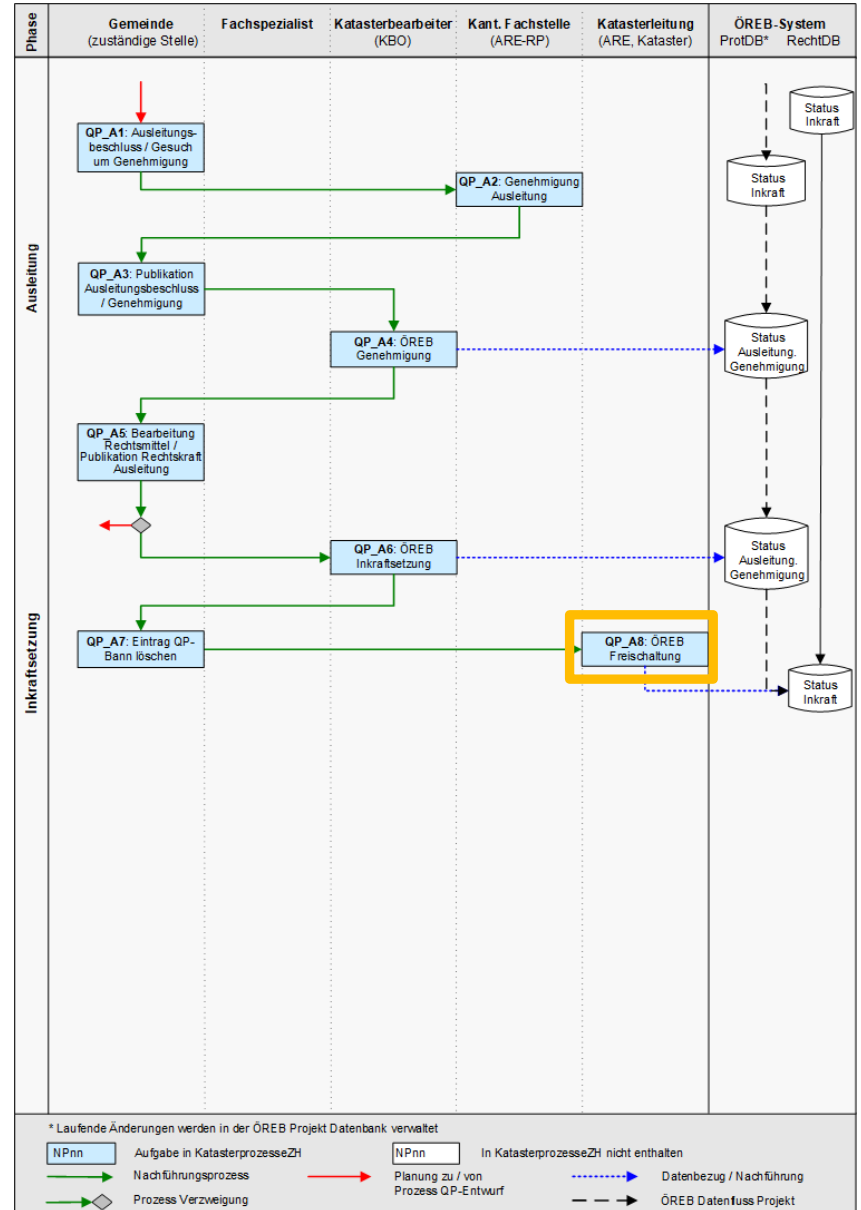 Phase
Gemeinde
(zuständige Stelle)
Fachspezialist
Katasterbearbeiter
(KBO)
Kant. Fachstelle
(ARE-RP)
Katasterleitung
(ARE, Kataster)
ÖREB-System
ProtDB* RechtDB
Ausleitung
Status
Inkraft
QP_A1: Ausleitungs-
beschluss / Gesuch
um Genehmigung
QP_A2: Genehmigung
Ausleitung
Status
Inkraft
QP_A3: Publikation
Ausleitungsbeschluss
/ Genehmigung
QP_A4: ÖREB
Genehmigung
Status
Ausleitung.
Genehmigung
QP_A5: Bearbeitung
Rechtsmittel /
Publikation Rechtskraft
Ausleitung
Inkraftsetzung
QP_A6: ÖREB
Inkraftsetzung
Status
Ausleitung.
Genehmigung
QP_A7: Eintrag QP-
Bann löschen
QP_A8: ÖREB
Freischaltung
Status
Inkraft
* Laufende Änderungen werden in der ÖREB Projekt Datenbank verwaltet
NPnn Aufgabe in KatasterprozesseZH
NPnn In KatasterprozesseZH nicht enthalten
Nachführungsprozess
Planung zu / von
Prozess QP-Entwurf
Datenbezug / Nachführung
Prozess Verzweigung
ÖREB Datenfluss Projekt